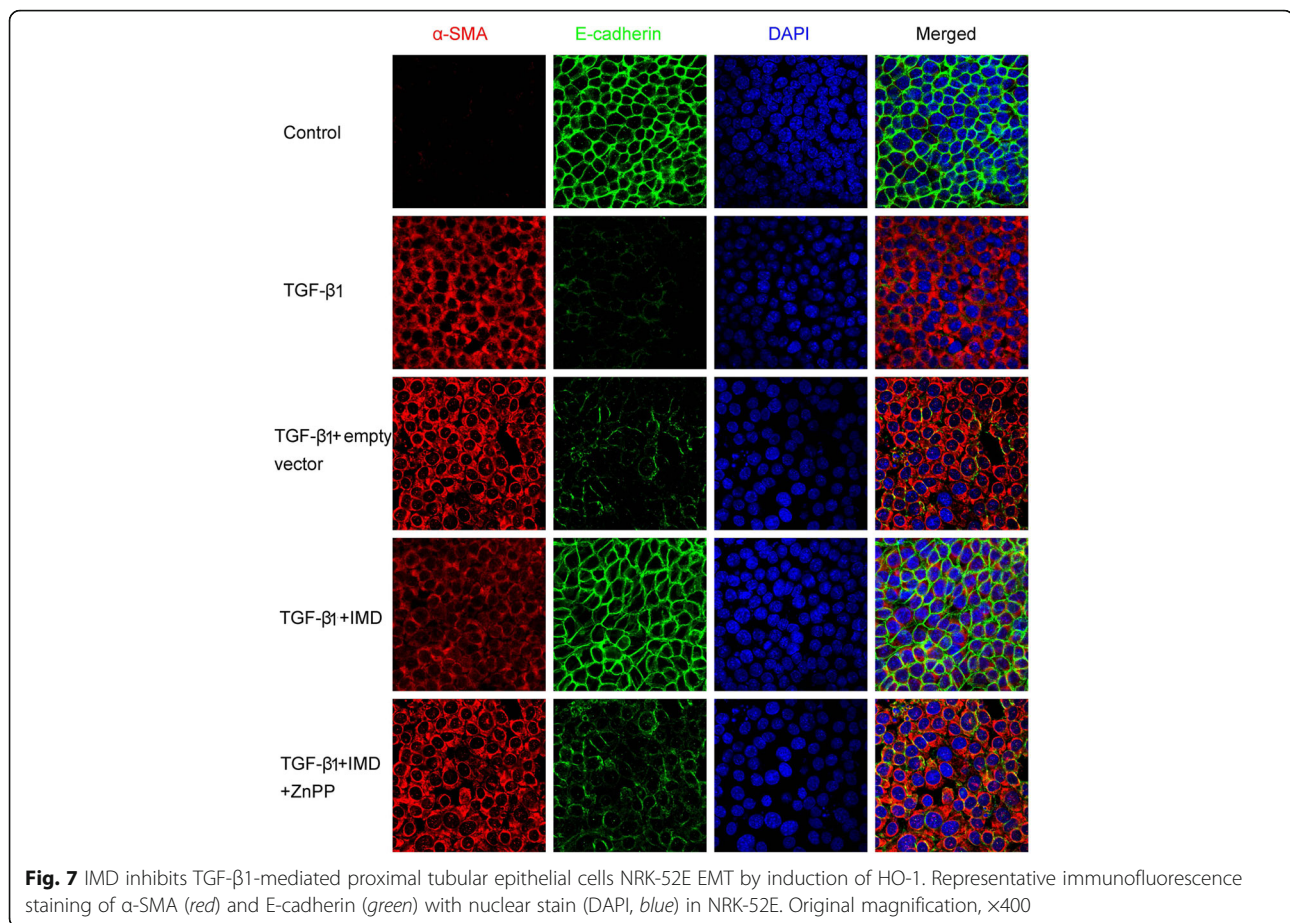 α-SMA E-cadherin DAPI Merged
Control
TGF-β1
TGF-β1+ empty
vector
TGF-β1 +IMD
TGF-β1+IMD
+ZnPP
Fig. 7 IMD inhibits TGF-β1-mediated proximal tubular epithelial cells NRK-52E EMT by induction of HO-1. Representative immunofluorescence
staining of α-SMA (red) and E-cadherin (green) with nuclear stain (DAPI, blue) in NRK-52E. Original magnification, ×400